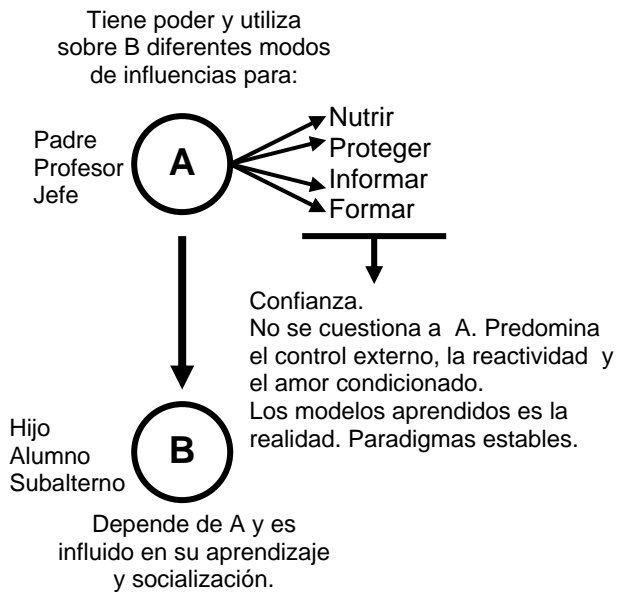 Tiene poder y utiliza
sobre B diferentes modos
de influencias para:
Padre
Profesor
Jefe
A
Nutrir
Proteger
Informar
Formar
Confianza.
No se cuestiona a A. Predomina
el control externo, la reactividad y
el amor condicionado.
Los modelos aprendidos es la
realidad. Paradigmas estables.
Hijo
Alumno
Subalterno
B
Depende de A y es
influido en su aprendizaje
y socialización.